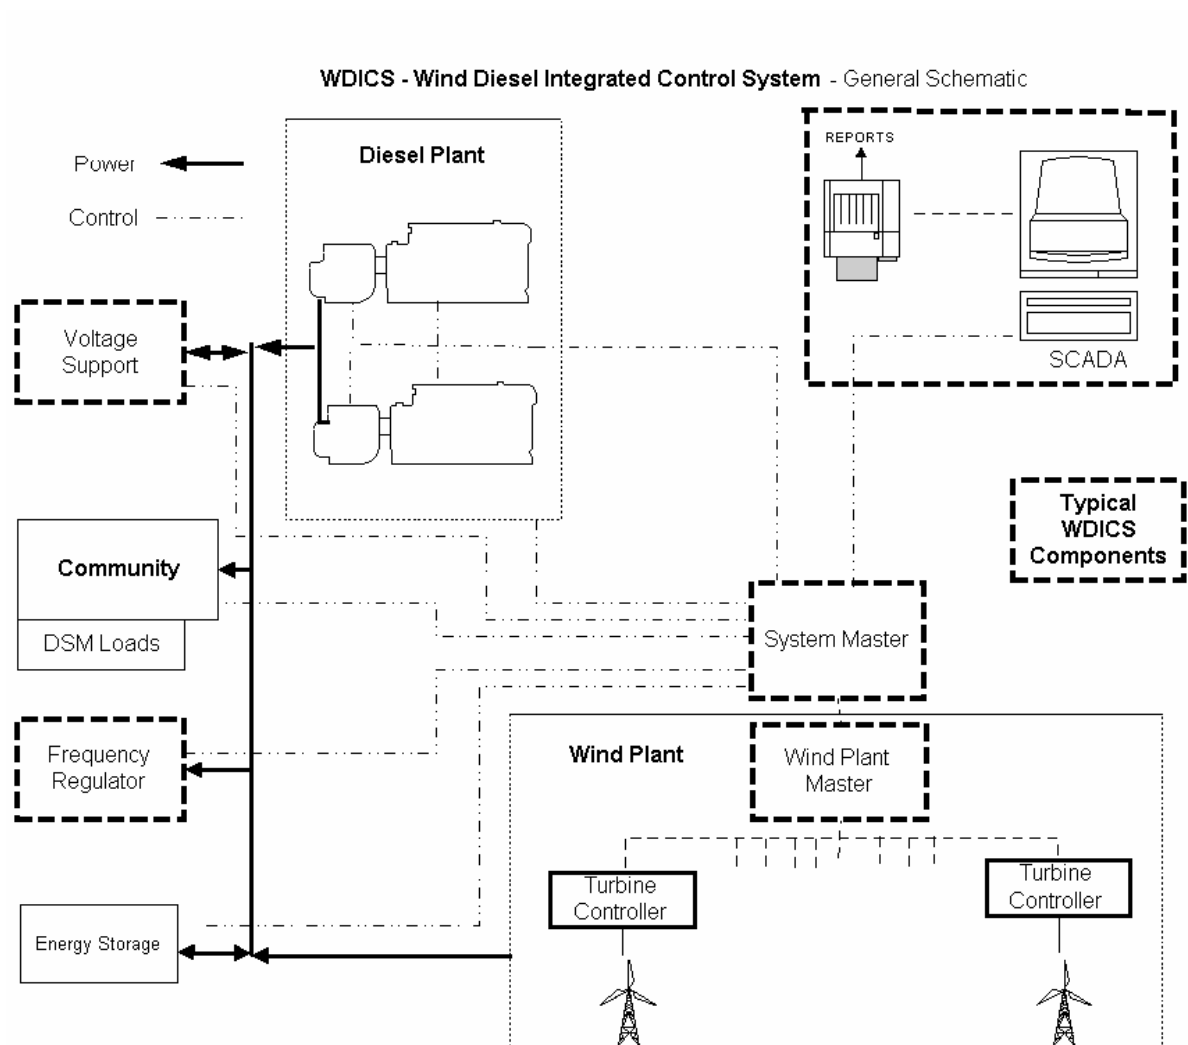 WDICS - Wind Diesel Integrated Control System - General Schematic
Power
Control
Diesel Plant
REPORTS
SCADA
Voltage
Support
Typical
WDICS
Components
Community
DSM Loads
System Master
Frequency
Regulator
Wind Plant
Wind Plant
Master
Turbine
Controller
Turbine
Controller
Energy Storage